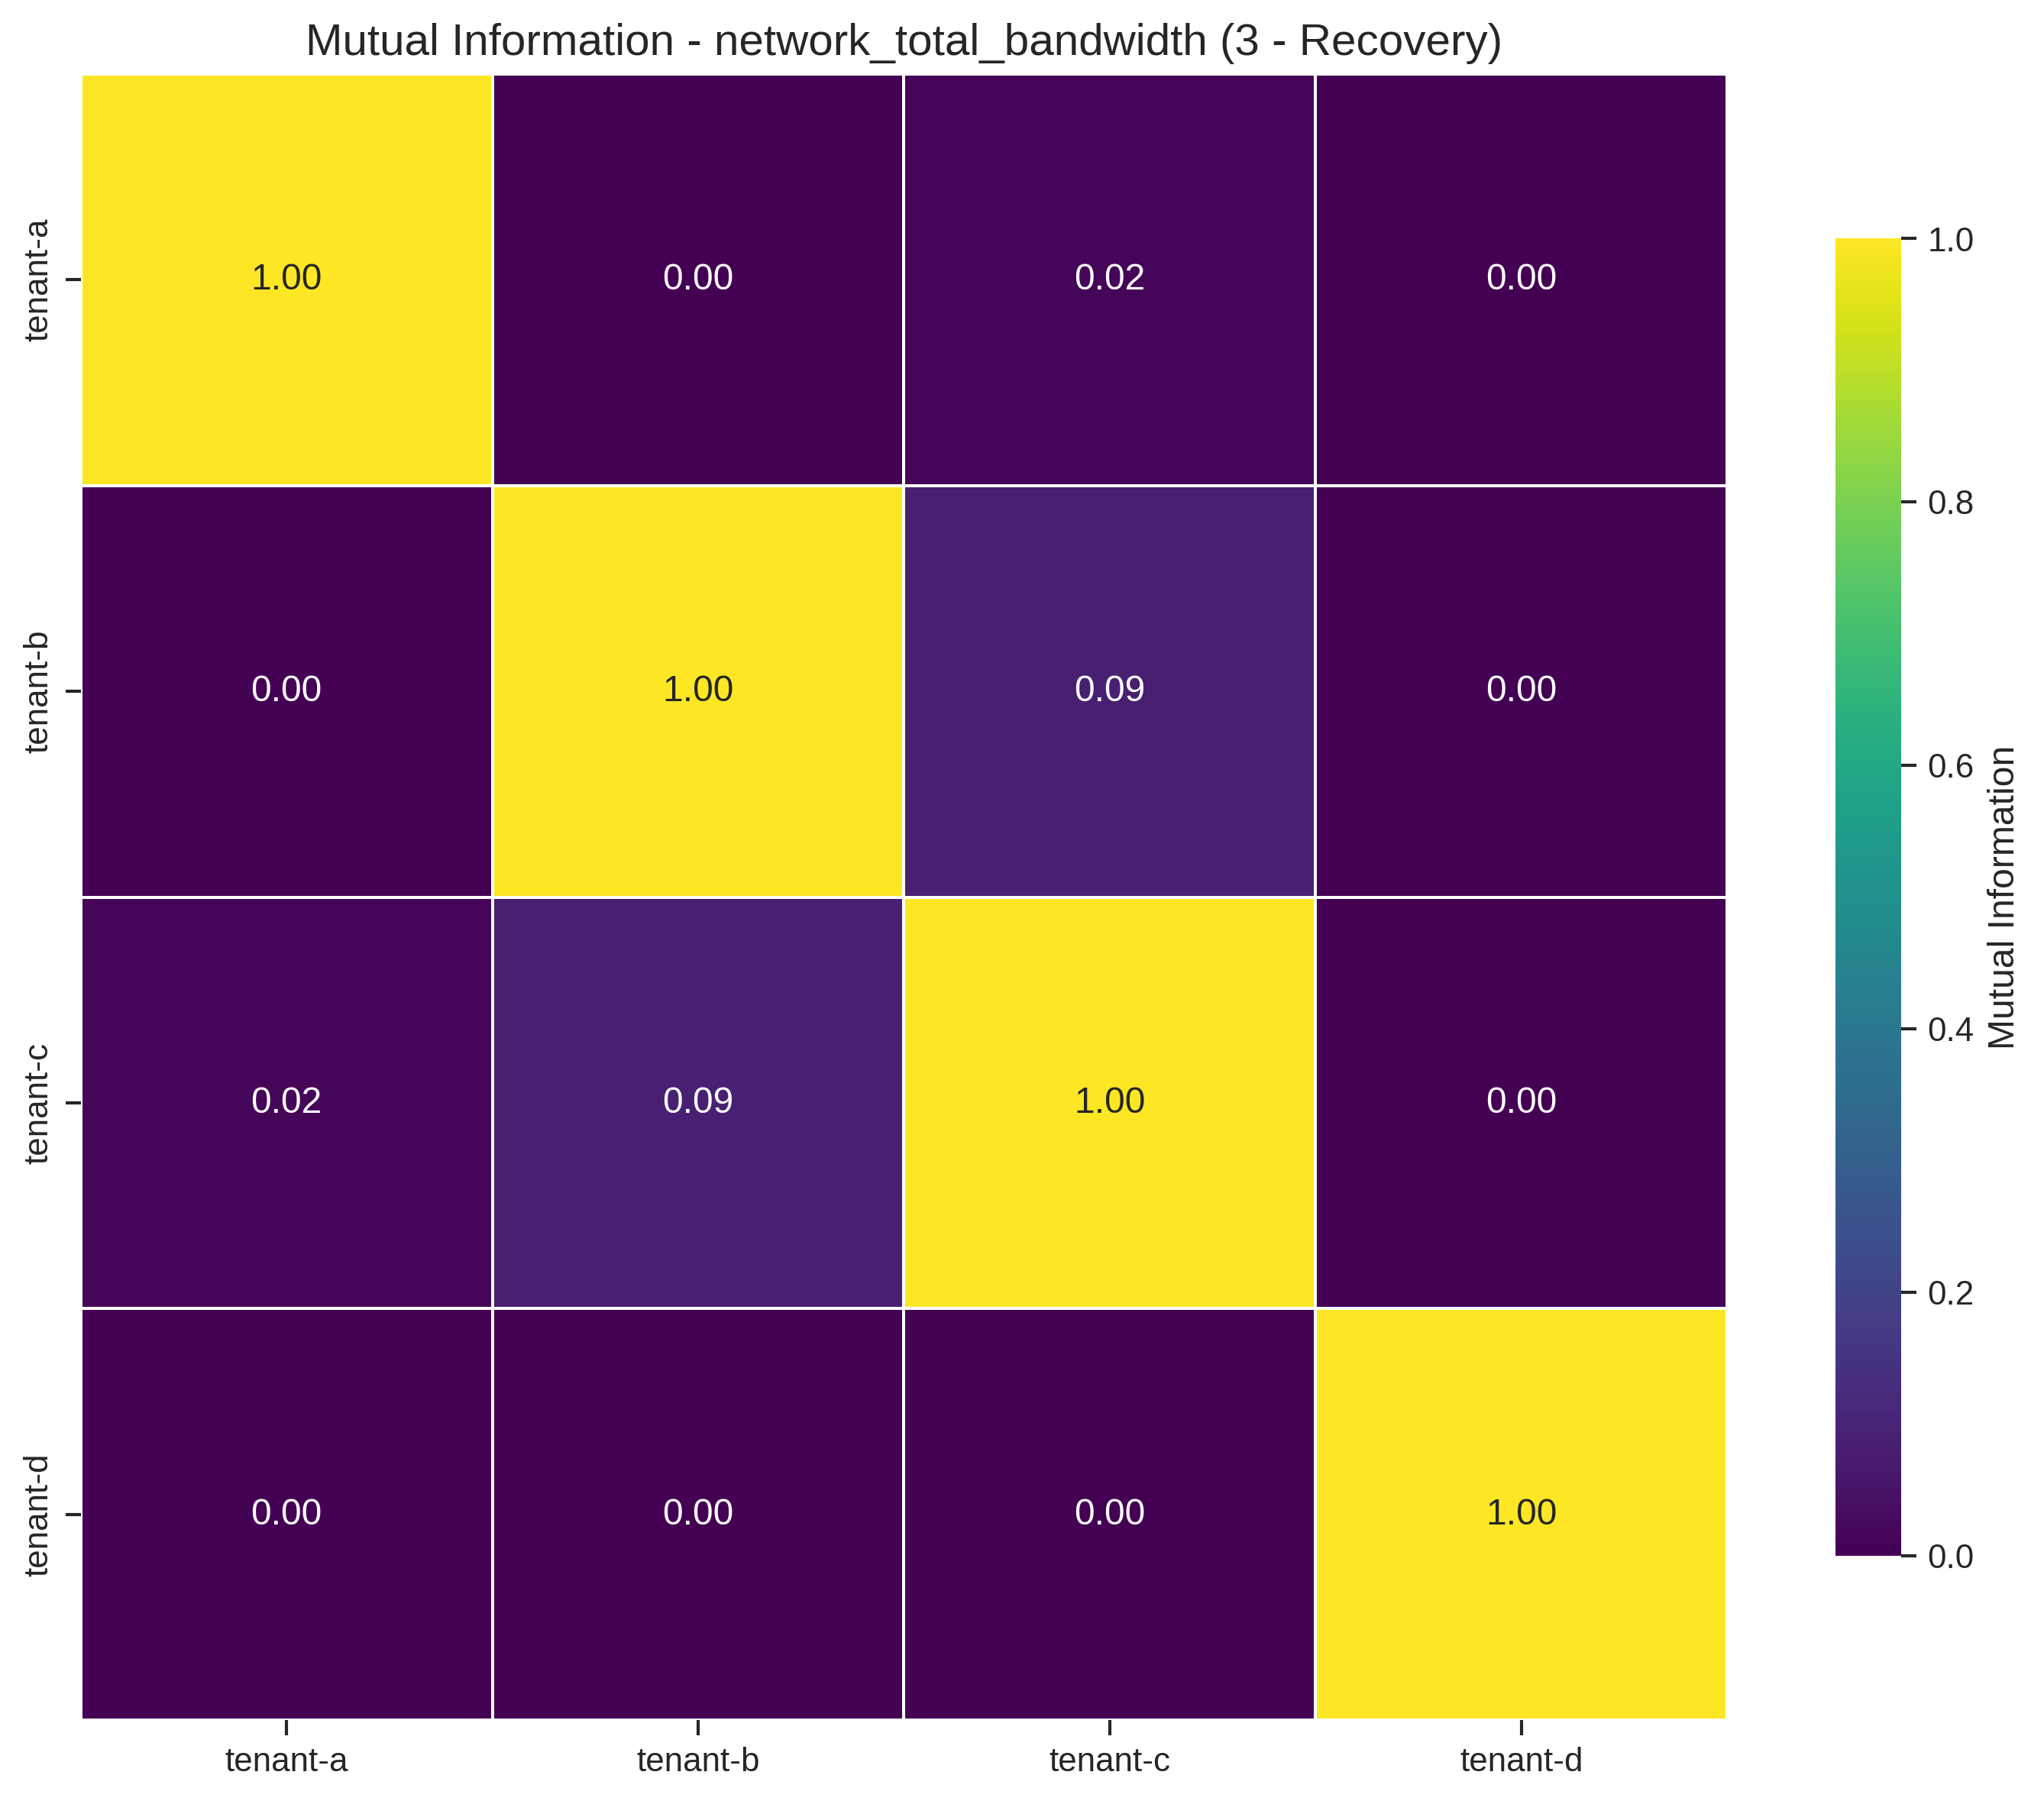 Mutual Information - network_total_bandwidth (3 - Recovery)
tenant-a
1.00 0.00 0.02 0.00
tenant-b
0.00 1.00 0.09 0.00
tenant-c
0.02 0.09 1.00 0.00
tenant-d
0.00 0.00 0.00 1.00
tenant-a tenant-b tenant-c tenant-d
1.0
0.8
0.6
0.4
0.2
0.0
Mutual Information